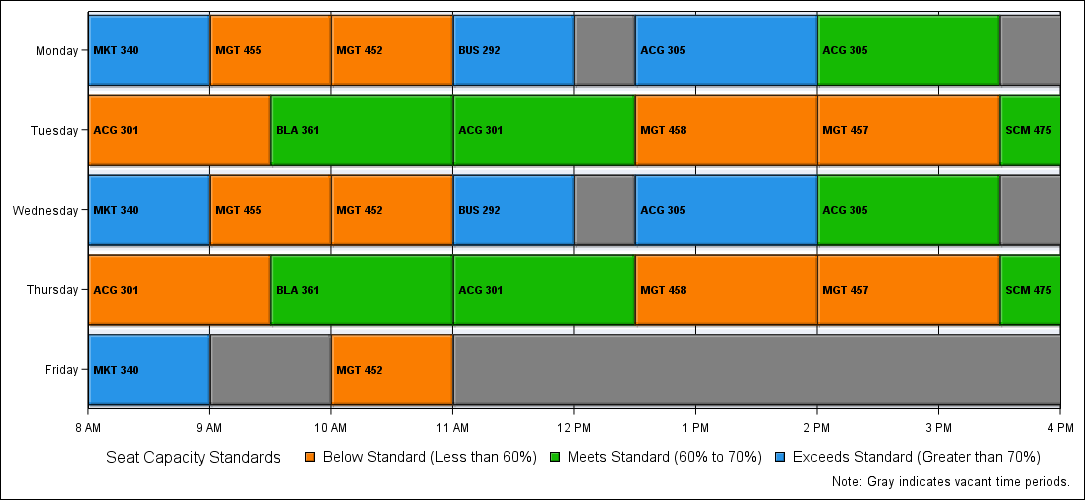 Monday MKT 340 MGT 455 MGT 452 BUS 292 ACG 305 ACG 305
Tuesday ACG 301 BLA 361 ACG 301 MGT 458 MGT 457 SCM 475
Wednesday MKT 340 MGT 455 MGT 452 BUS 292 ACG 305 ACG 305
Thursday ACG 301 BLA 361 ACG 301 MGT 458 MGT 457 SCM 475
Friday MKT 340 MGT 452
8 AM 9 AM 10 AM 11 AM 12 PM 1 PM 2 PM 3 PM 4 PM
Seat Capacity Standards Below Standard (Less than 60%) Meets Standard (60% to 70%) Exceeds Standard (Greater than 70%)
Note: Gray indicates vacant time periods.